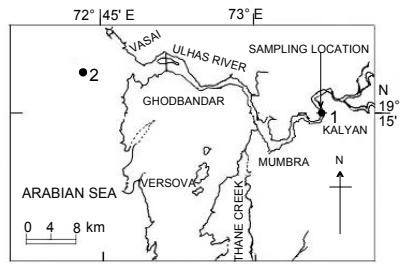 72° 45' E 73° E
VASAI
ULHAS RIVER
SAMPLING LOCATION
2
GHODBANDAR
N
19°
15'
1
KALYAN
MUMBRA
N
VERSOVA
ARABIAN SEA
THANE CREEK
0 4 8 km